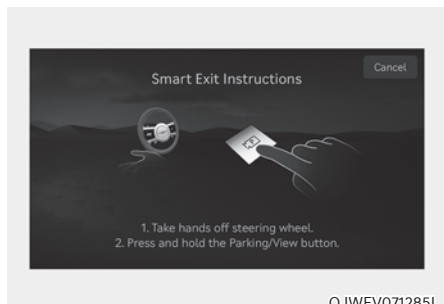 Cancel
Smart Exit Instructions
1. Take hands off steering wheel.
2. Press and hold the Parking/View button.
OJWEV071285L